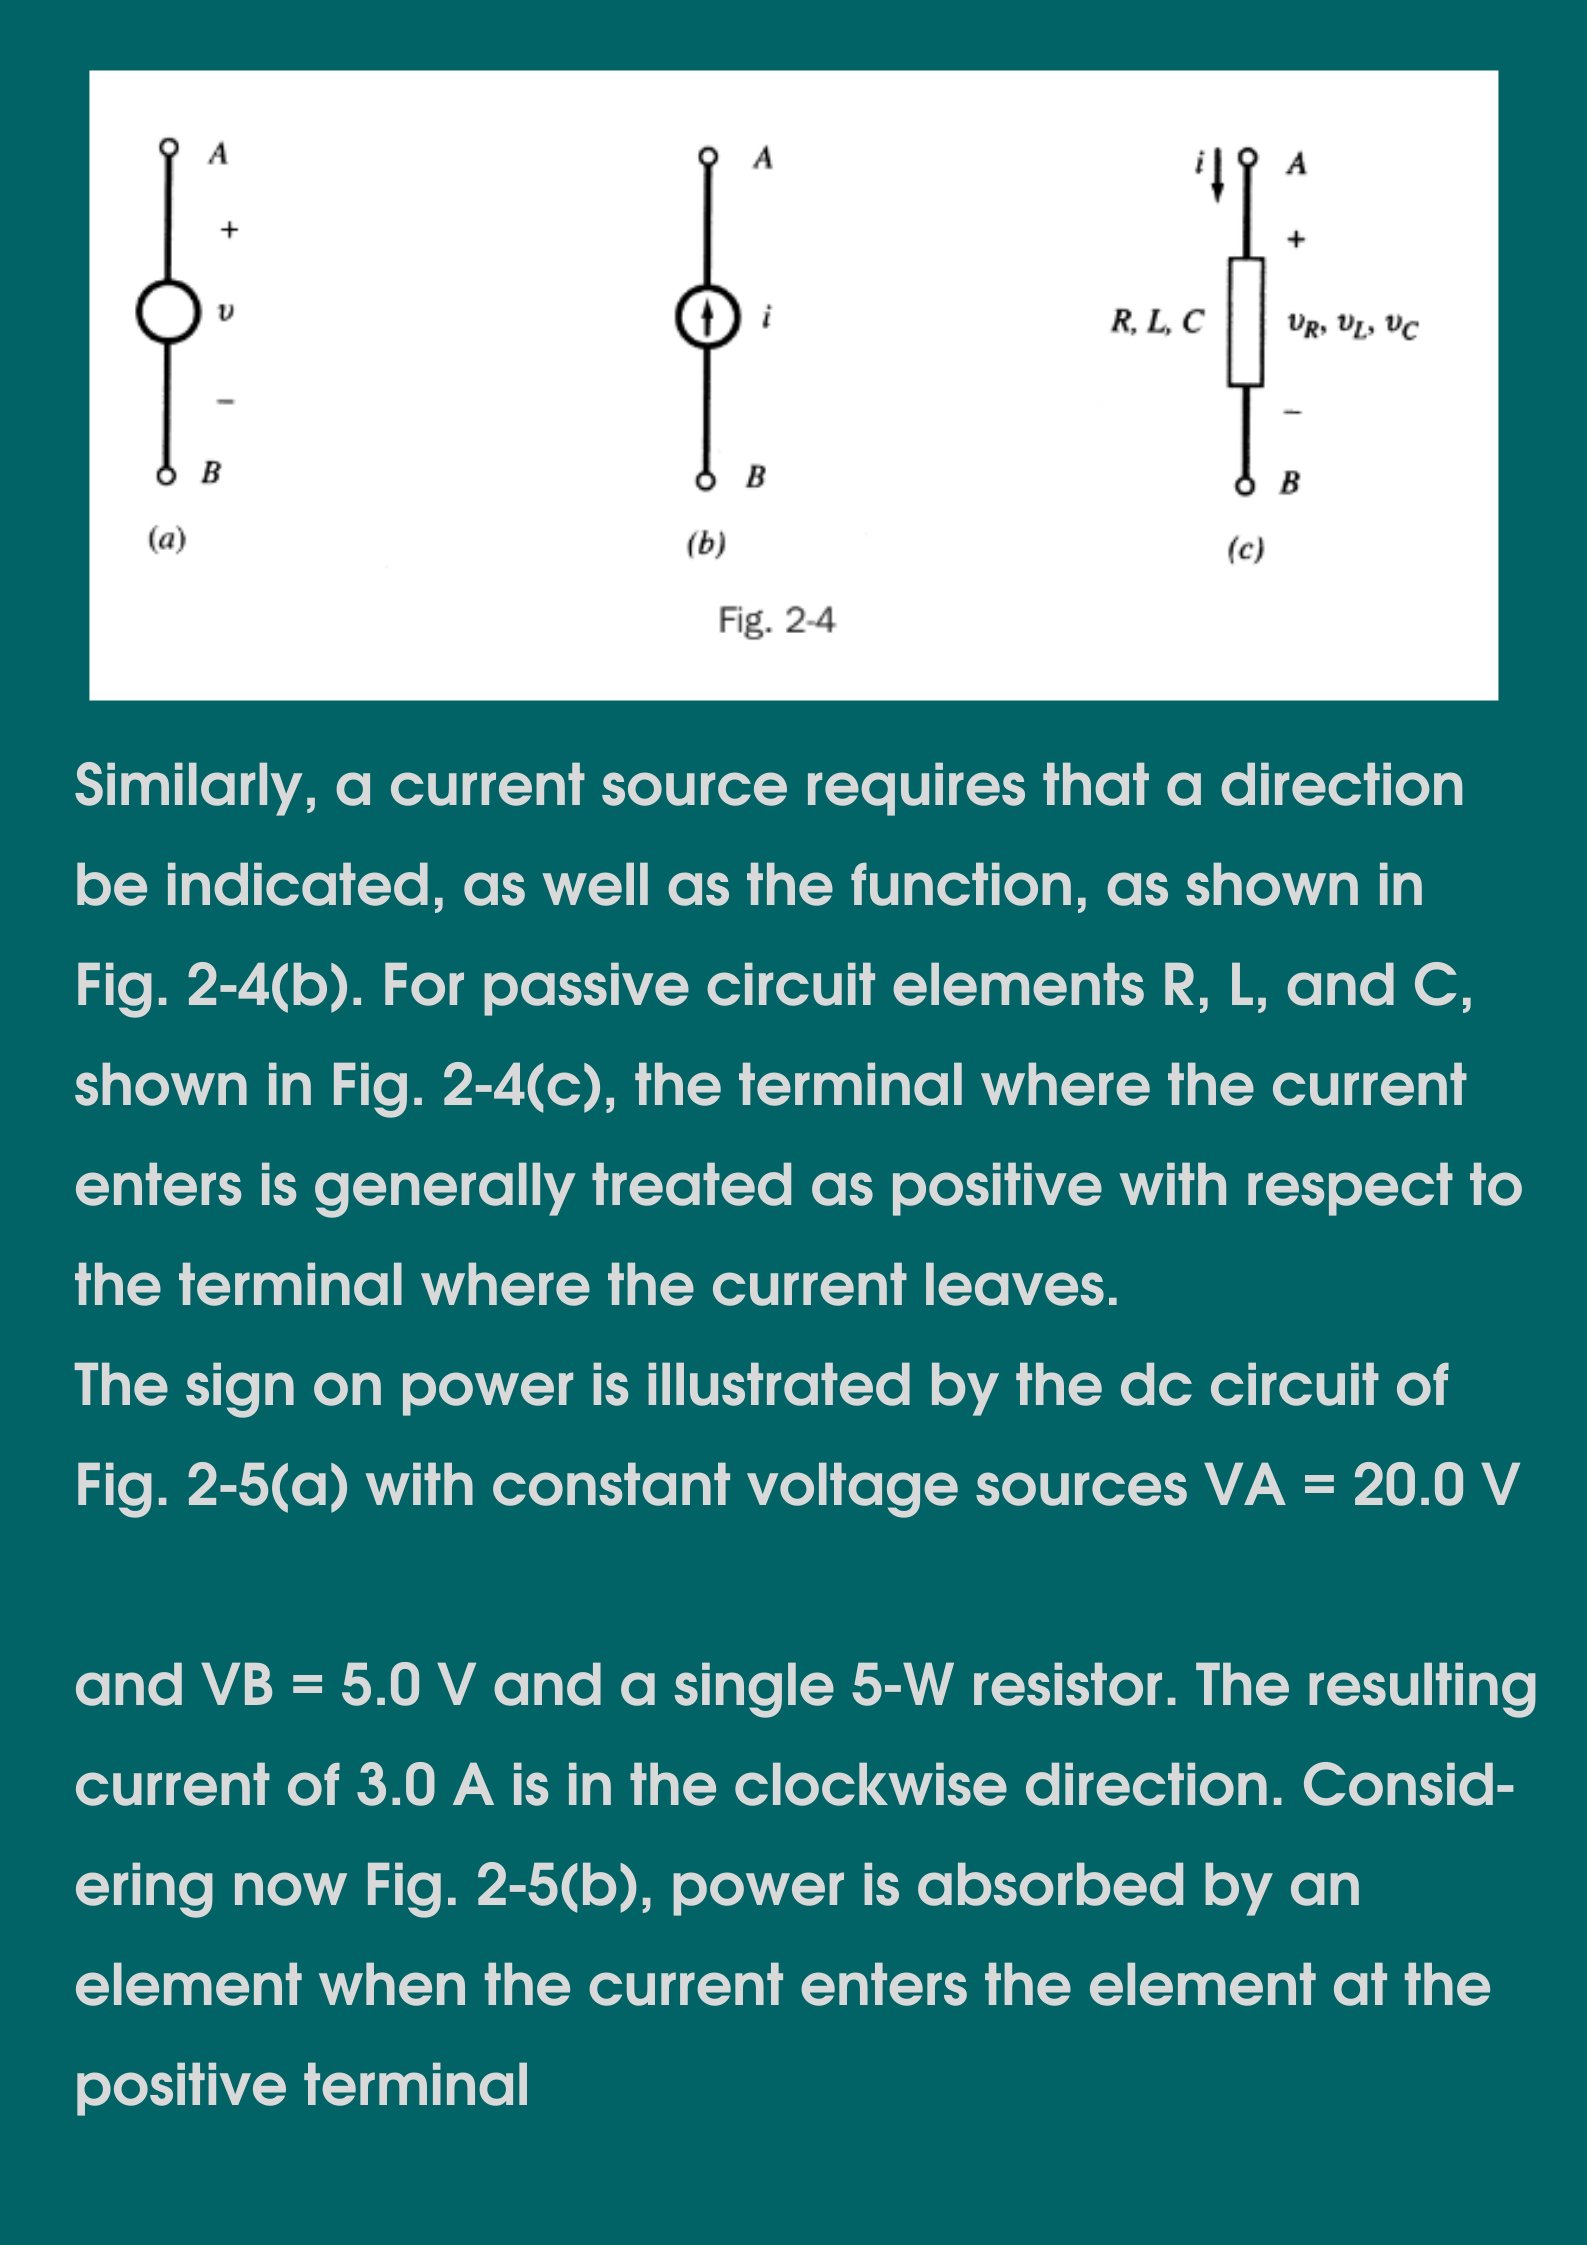 A
+
υ
−
B
(a)
A
i
B
(b)
i
A
+
R, L, C
υR, υL, υC
−
B
(c)
Fig. 2-4
Similarly, a current source requires that a direction
be indicated, as well as the function, as shown in
Fig. 2-4(b). For passive circuit elements R, L, and C,
shown in Fig. 2-4(c), the terminal where the current
enters is generally treated as positive with respect to
the terminal where the current leaves.
The sign on power is illustrated by the dc circuit of
Fig. 2-5(a) with constant voltage sources VA = 20.0 V
and VB = 5.0 V and a single 5-W resistor. The resulting
current of 3.0 A is in the clockwise direction. Consid-
ering now Fig. 2-5(b), power is absorbed by an
element when the current enters the element at the
positive terminal